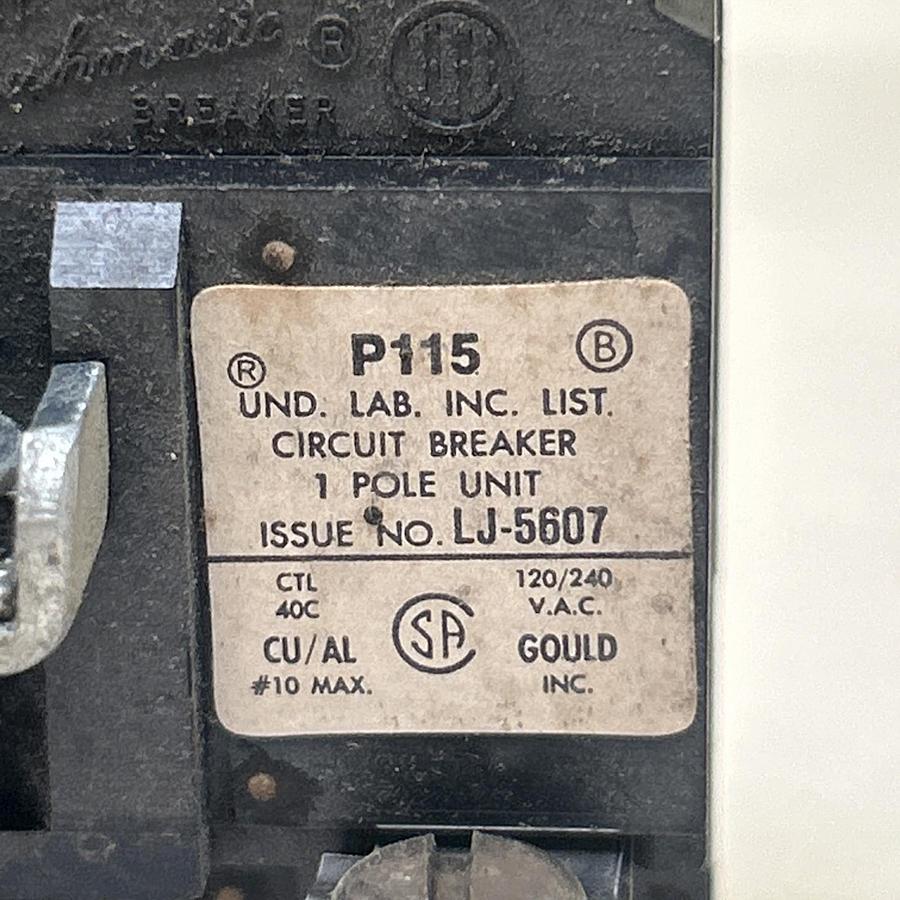 ®
BREAKER
P115
® Ⓑ
UND. LAB. INC. LIST.
CIRCUIT BREAKER
1 POLE UNIT
ISSUE NO. LJ-5607
CTL 120/240
40C V.A.C.
SA
CU/AL GOULD
#10 MAX. INC.